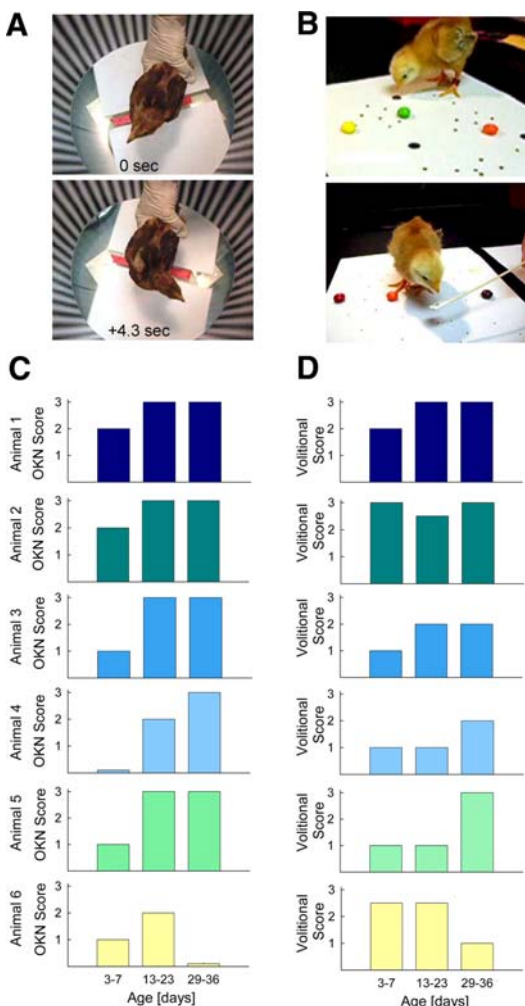 A
B
0 sec
+4.3 sec
C
D
Animal 1
OKN Score
3
2
1
Volitional
Score
3
2
1
Animal 2
OKN Score
3
2
1
Volitional
Score
3
2
1
Animal 3
OKN Score
3
2
1
Volitional
Score
3
2
1
Animal 4
OKN Score
3
2
1
Volitional
Score
3
2
1
Animal 5
OKN Score
3
2
1
Volitional
Score
3
2
1
Animal 6
OKN Score
3
2
1
3-7 13-23 29-36
Age [days]
Volitional
Score
3
2
1
3-7 13-23 29-36
Age [days]